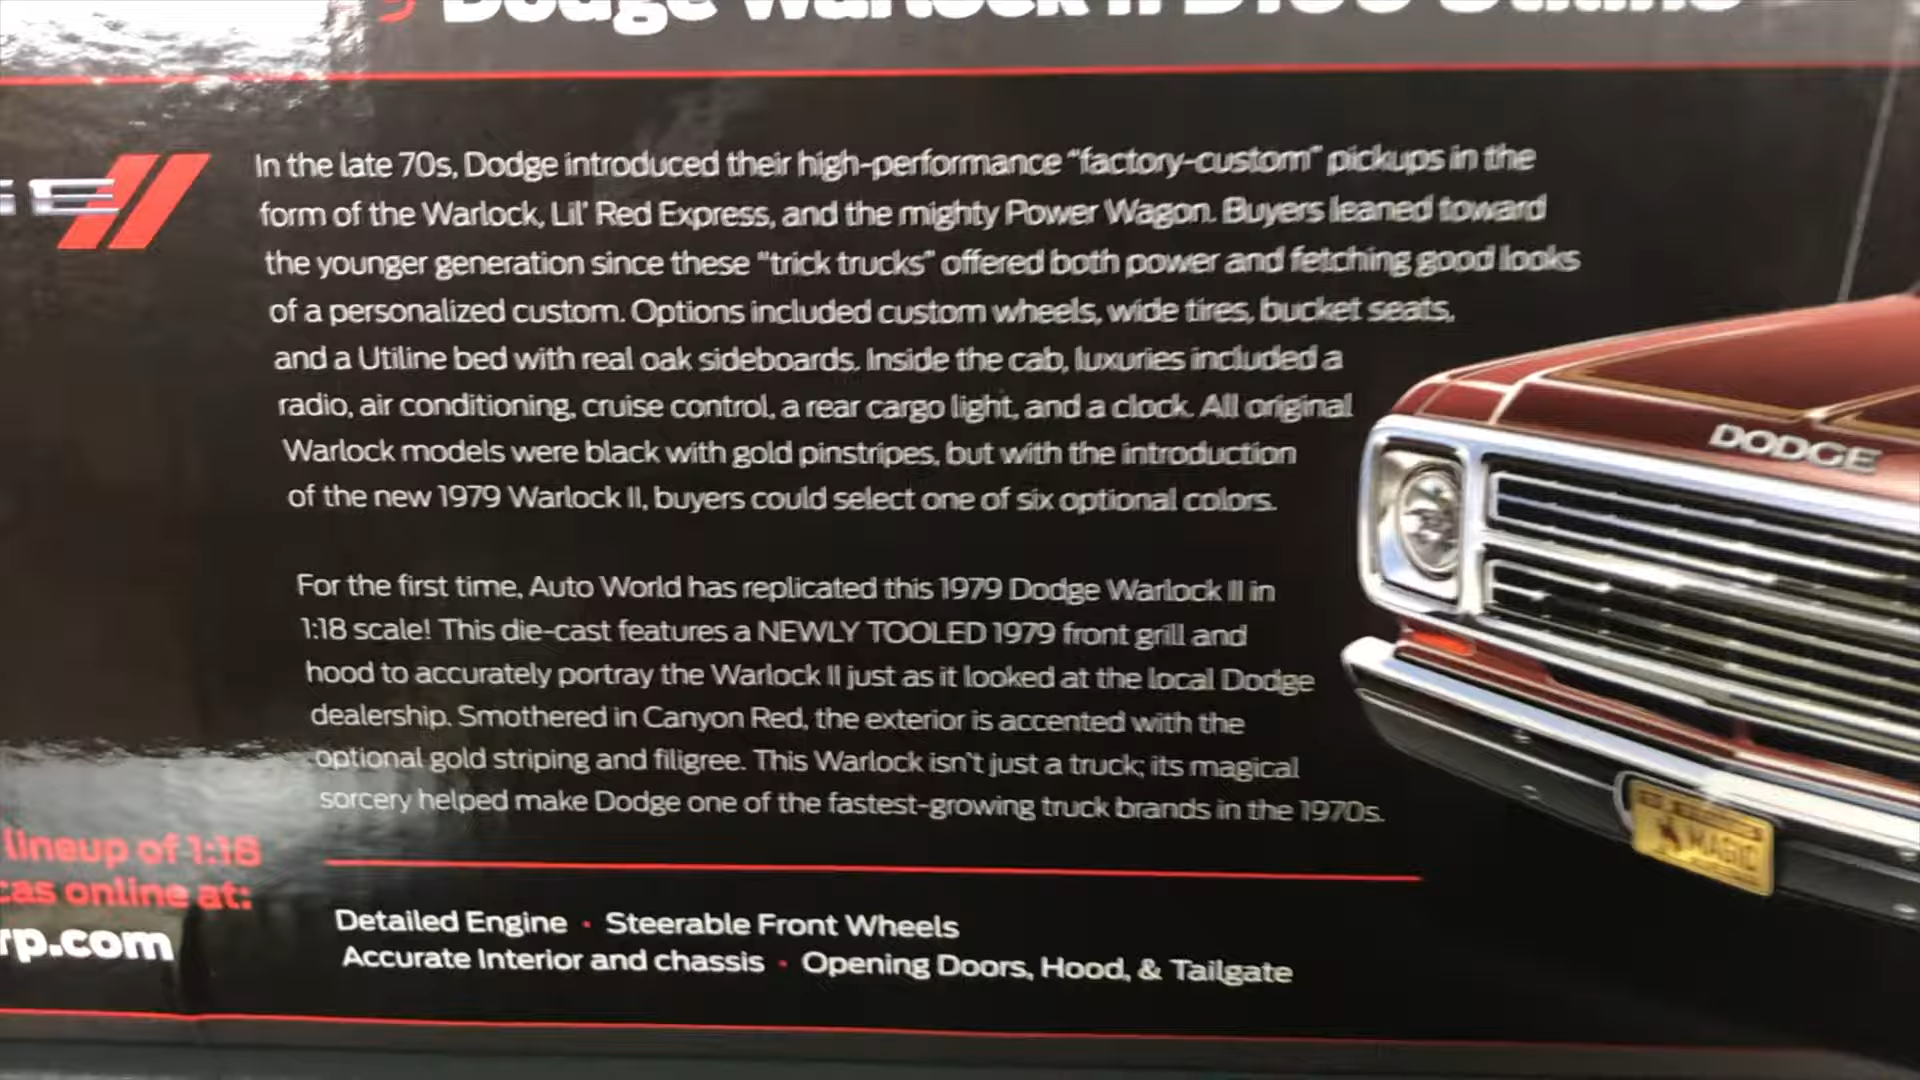 Dodge Warlock II D100 Utiline
In the late 70s, Dodge introduced their high-performance "factory-custom" pickups in the
form of the Warlock, Lil' Red Express, and the mighty Power Wagon. Buyers leaned toward
the younger generation since these "trick trucks" offered both power and fetching good looks
of a personalized custom. Options included custom wheels, wide tires, bucket seats,
and a Utiline bed with real oak sideboards. Inside the cab, luxuries included a
radio, air conditioning, cruise control, a rear cargo light, and a clock. All original
Warlock models were black with gold pinstripes, but with the introduction
of the new 1979 Warlock II, buyers could select one of six optional colors.
For the first time, Auto World has replicated this 1979 Dodge Warlock II in
1:18 scale! This die-cast features a NEWLY TOOLED 1979 front grill and
hood to accurately portray the Warlock II just as it looked at the local Dodge
dealership. Smothered in Canyon Red, the exterior is accented with the
optional gold striping and filigree. This Warlock isn't just a truck; its magical
sorcery helped make Dodge one of the fastest-growing truck brands in the 1970s.
lineup of 1:18
cas online at:
rp.com
Detailed Engine · Steerable Front Wheels
Accurate Interior and chassis · Opening Doors, Hood, & Tailgate
DODGE
MAGIC